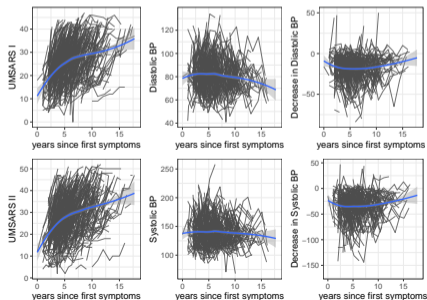 UMSARS I
50
40
30
20
10
0
0 5 10 15
years since first symptoms
Diastolic BP
120
100
80
60
40
0 5 10 15
years since first symptoms
Decrease in Diastolic BP
0
−50
0 5 10 15
years since first symptoms
UMSARS II
50
40
30
20
10
0
0 5 10 15
years since first symptoms
Systolic BP
250
200
150
100
0 5 10 15
years since first symptoms
Decrease in Systolic BP
50
0
−50
−100
−150
0 5 10 15
years since first symptoms